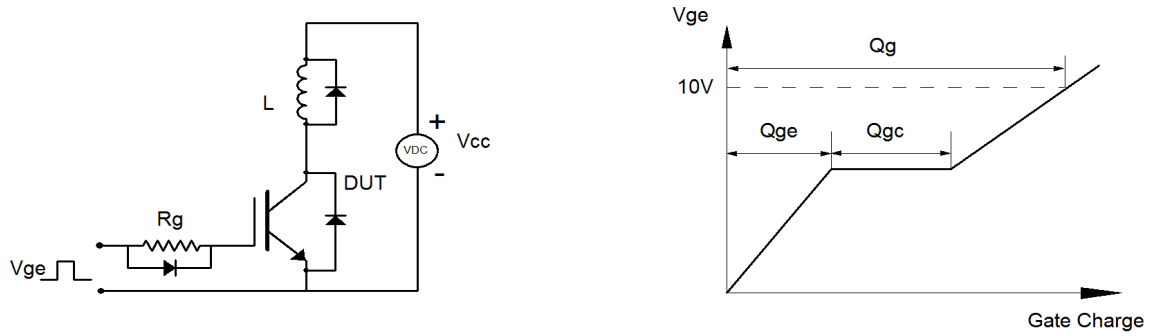 L
VDC
+
-
Vcc
DUT
Rg
Vge
Vge
Qg
10V
Qge
Qgc
Gate Charge